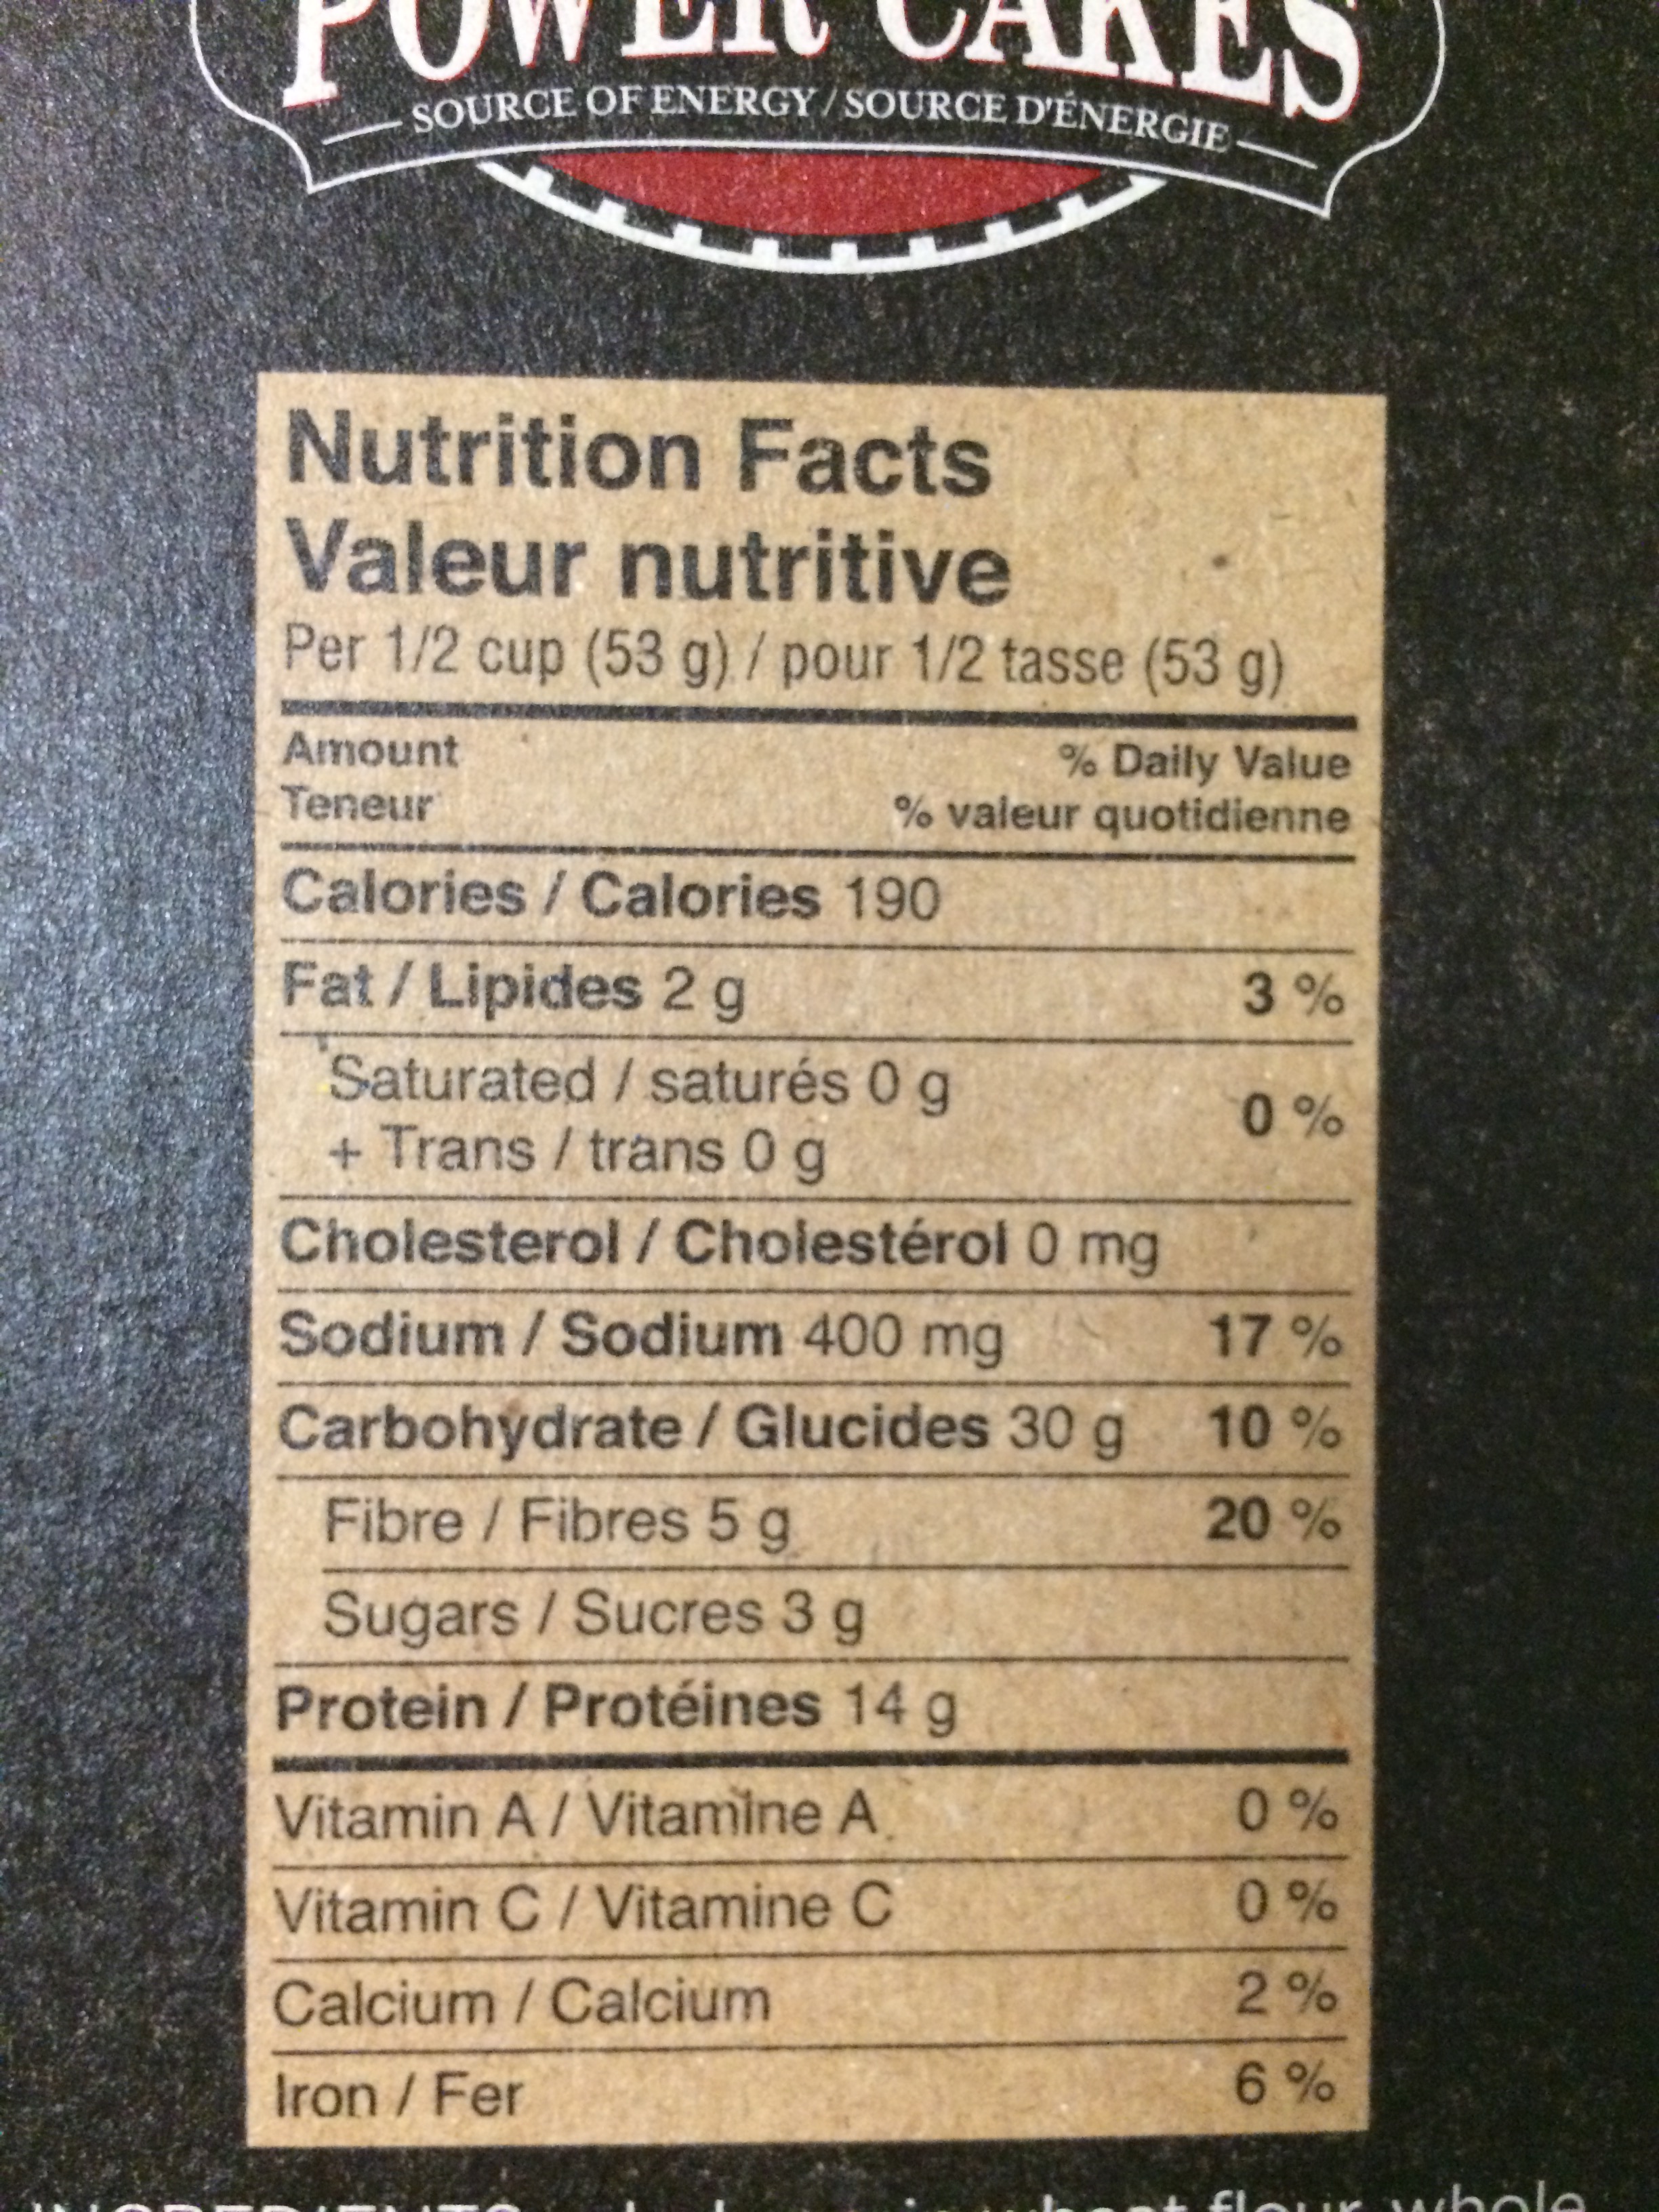 POWER CAKES
SOURCE OF ENERGY / SOURCE D'ÉNERGIE
Nutrition Facts
Valeur nutritive
Per 1/2 cup (53 g) / pour 1/2 tasse (53 g)
Amount % Daily Value
Teneur % valeur quotidienne
Calories / Calories 190
Fat / Lipides 2 g 3 %
Saturated / saturés 0 g
+ Trans / trans 0 g 0 %
Cholesterol / Cholestérol 0 mg
Sodium / Sodium 400 mg 17 %
Carbohydrate / Glucides 30 g 10 %
Fibre / Fibres 5 g 20 %
Sugars / Sucres 3 g
Protein / Protéines 14 g
Vitamin A / Vitamine A 0 %
Vitamin C / Vitamine C 0 %
Calcium / Calcium 2 %
Iron / Fer 6 %
wheat flour, whole